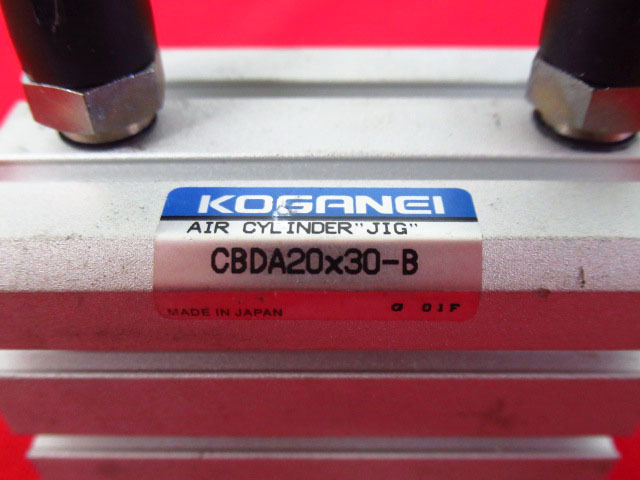 KOGANEI
AIR CYLINDER"JIG"
CBDA20x30-B
MADE IN JAPAN
G 01F